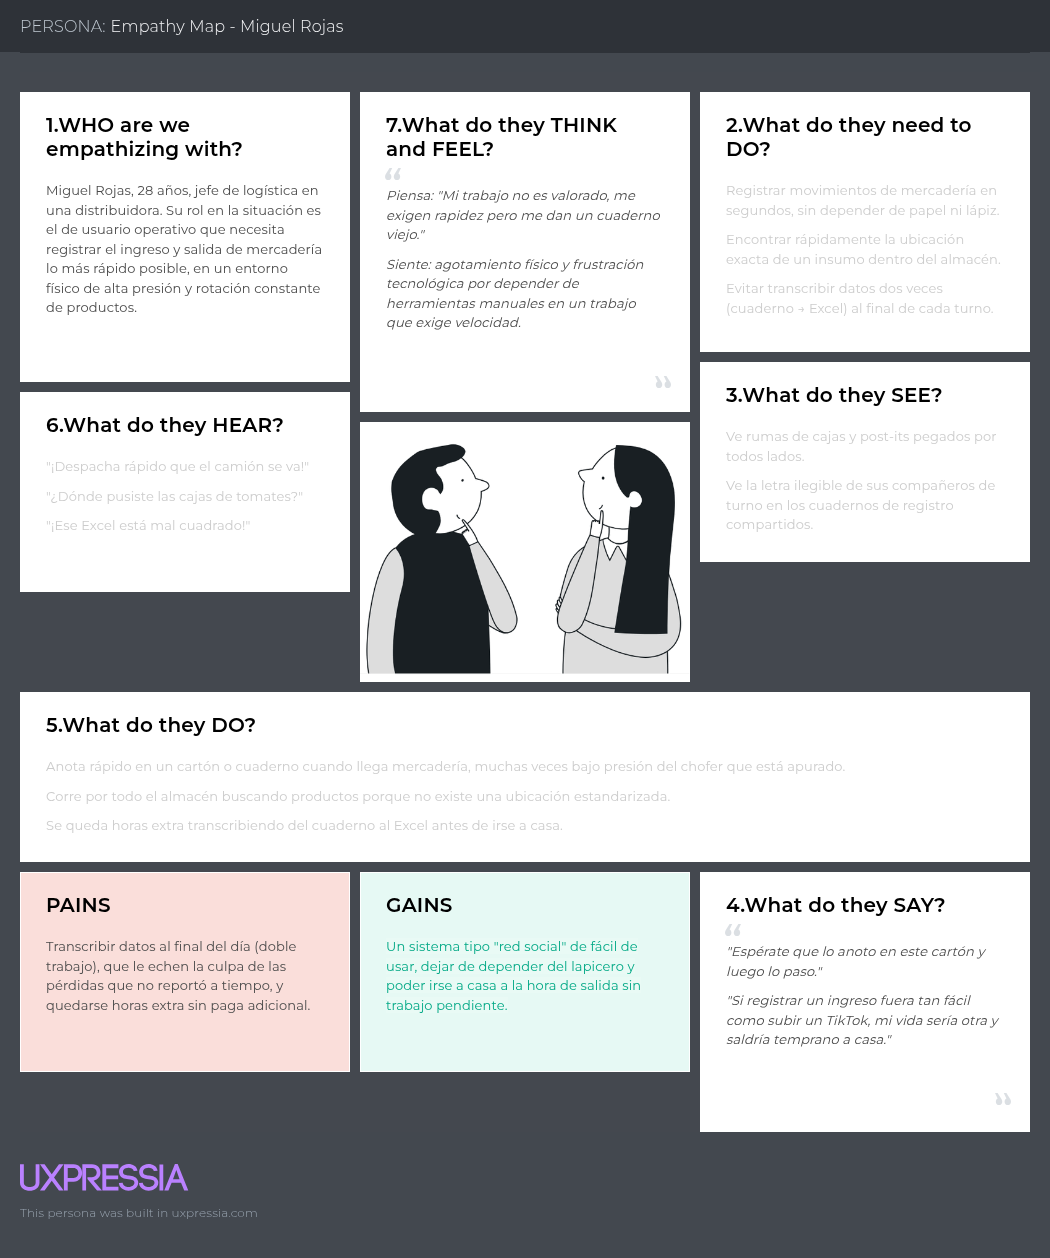 PERSONA: Empathy Map - Miguel Rojas
1.WHO are we
empathizing with?
Miguel Rojas, 28 años, jefe de logística en
una distribuidora. Su rol en la situación es
el de usuario operativo que necesita
registrar el ingreso y salida de mercadería
lo más rápido posible, en un entorno
físico de alta presión y rotación constante
de productos.
7.What do they THINK
and FEEL?
“
Piensa: "Mi trabajo no es valorado, me
exigen rapidez pero me dan un cuaderno
viejo."
Siente: agotamiento físico y frustración
tecnológica por depender de
herramientas manuales en un trabajo
que exige velocidad.
”
2.What do they need to
DO?
Registrar movimientos de mercadería en
segundos, sin depender de papel ni lápiz.
Encontrar rápidamente la ubicación
exacta de un insumo dentro del almacén.
Evitar transcribir datos dos veces
(cuaderno → Excel) al final de cada turno.
3.What do they SEE?
Ve rumas de cajas y post-its pegados por
todos lados.
Ve la letra ilegible de sus compañeros de
turno en los cuadernos de registro
compartidos.
6.What do they HEAR?
"¡Despacha rápido que el camión se va!"
"¿Dónde pusiste las cajas de tomates?"
"¡Ese Excel está mal cuadrado!"
5.What do they DO?
Anota rápido en un cartón o cuaderno cuando llega mercadería, muchas veces bajo presión del chofer que está apurado.
Corre por todo el almacén buscando productos porque no existe una ubicación estandarizada.
Se queda horas extra transcribiendo del cuaderno al Excel antes de irse a casa.
PAINS
Transcribir datos al final del día (doble
trabajo), que le echen la culpa de las
pérdidas que no reportó a tiempo, y
quedarse horas extra sin paga adicional.
GAINS
Un sistema tipo "red social" de fácil de
usar, dejar de depender del lapicero y
poder irse a casa a la hora de salida sin
trabajo pendiente.
4.What do they SAY?
“
"Espérate que lo anoto en este cartón y
luego lo paso."
"Si registrar un ingreso fuera tan fácil
como subir un TikTok, mi vida sería otra y
saldría temprano a casa."
”
UXPRESSIA
This persona was built in uxpressia.com